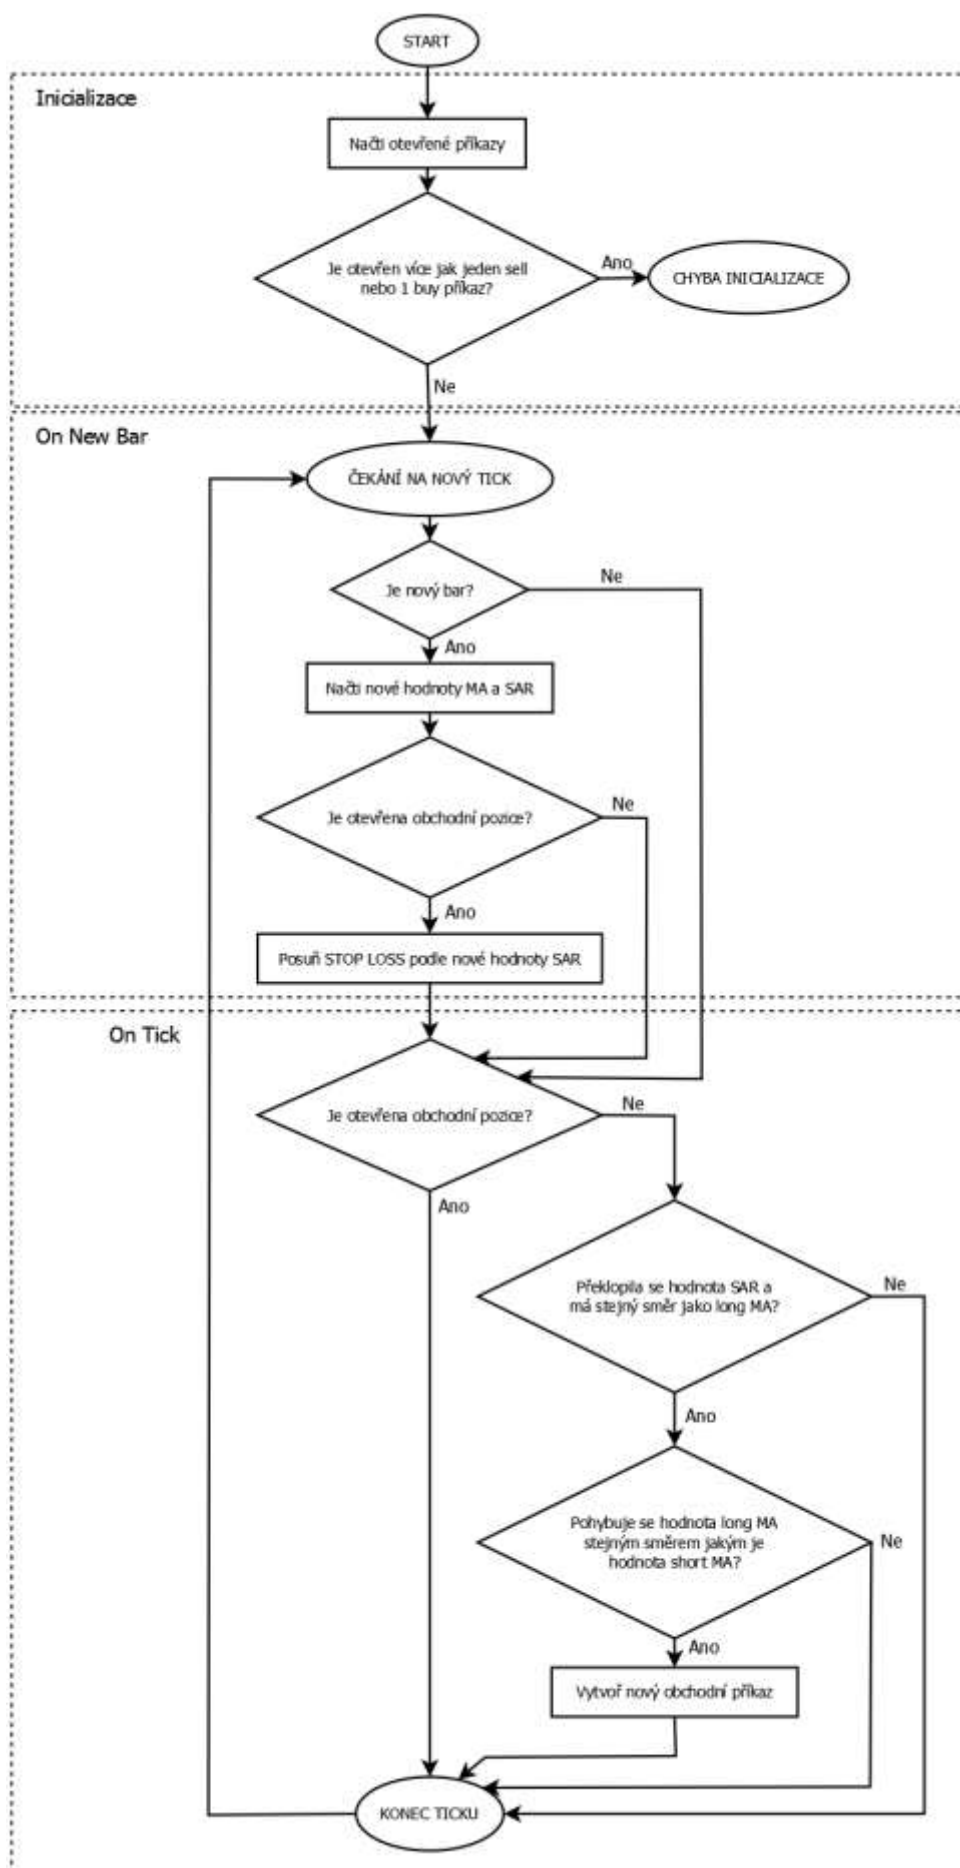 START
Inicializace
Načti otevřené příkazy
Je otevřen více jak jeden sell
nebo 1 buy příkaz?
Ano
CHYBA INICIALIZACE
Ne
On New Bar
ČEKÁNÍ NA NOVÝ TICK
Je nový bar?
Ne
Ano
Načti nové hodnoty MA a SAR
Je otevřena obchodní pozice?
Ne
Ano
Posuň STOP LOSS podle nové hodnoty SAR
On Tick
Je otevřena obchodní pozice?
Ne
Ano
Překlopila se hodnota SAR a
má stejný směr jako long MA?
Ne
Ano
Pohybuje se hodnota long MA
stejným směrem jakým je
hodnota short MA?
Ne
Ano
Vytvoř nový obchodní příkaz
KONEC TICKU